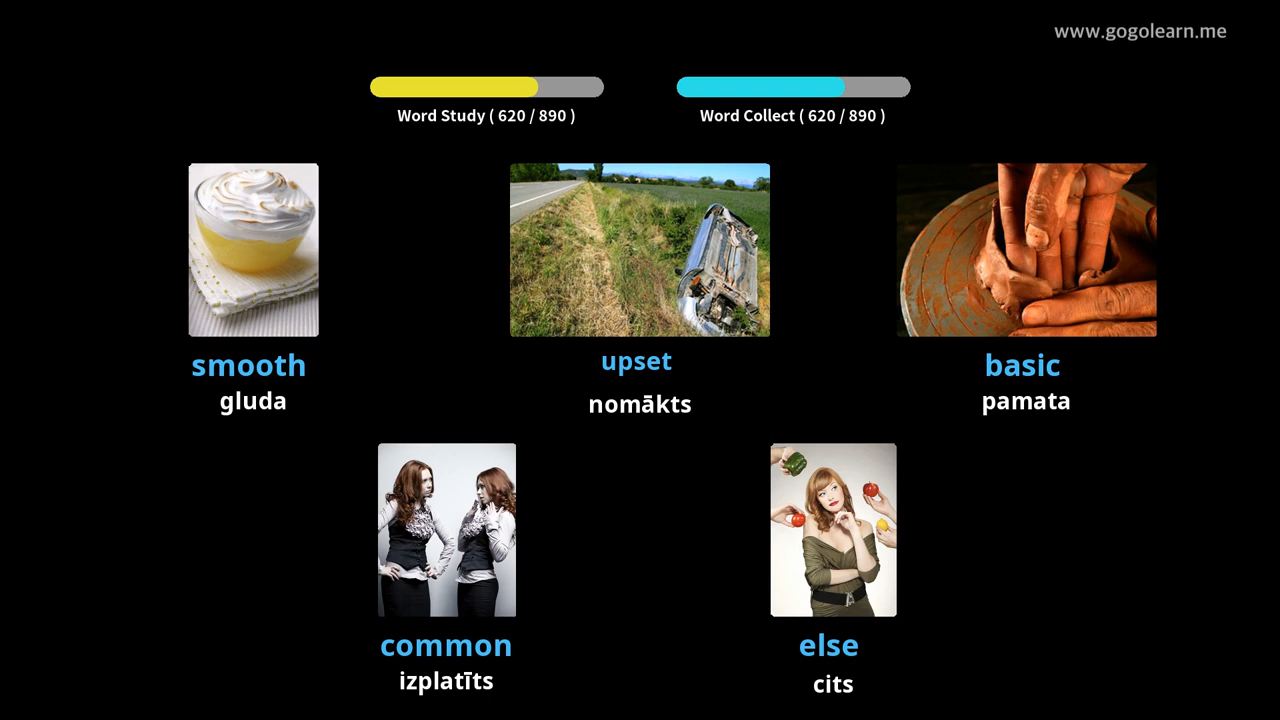 www.gogolearn.me
Word Study ( 620 / 890 )
Word Collect ( 620 / 890 )
smooth
gluda
upset
nomākts
basic
pamata
common
izplatīts
else
cits